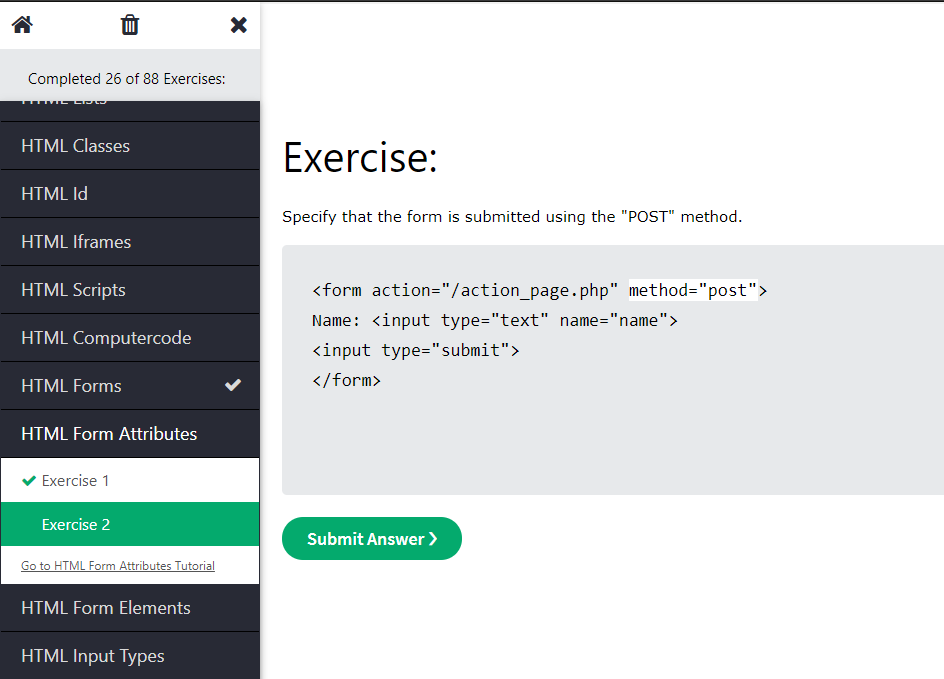 Completed 26 of 88 Exercises:
HTML Lists
HTML Classes
HTML Id
HTML Iframes
HTML Scripts
HTML Computercode
HTML Forms
HTML Form Attributes
Exercise 1
Exercise 2
Go to HTML Form Attributes Tutorial
HTML Form Elements
HTML Input Types
Exercise:
Specify that the form is submitted using the "POST" method.
<form action="/action_page.php" method="post">
Name: <input type="text" name="name">
<input type="submit">
</form>
Submit Answer ❯